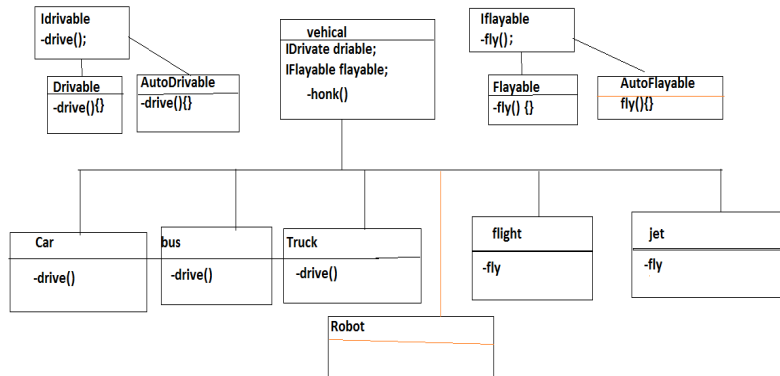 Idrivable
-drive();
Drivable
-drive(){}
AutoDrivable
-drive(){}
vehical
IDrivate driable;
IFlayable flayable;
-honk()
Iflayable
-fly();
Flayable
-fly() {}
AutoFlayable
fly(){}
Car
-drive()
bus
-drive()
Truck
-drive()
flight
-fly
jet
-fly
Robot